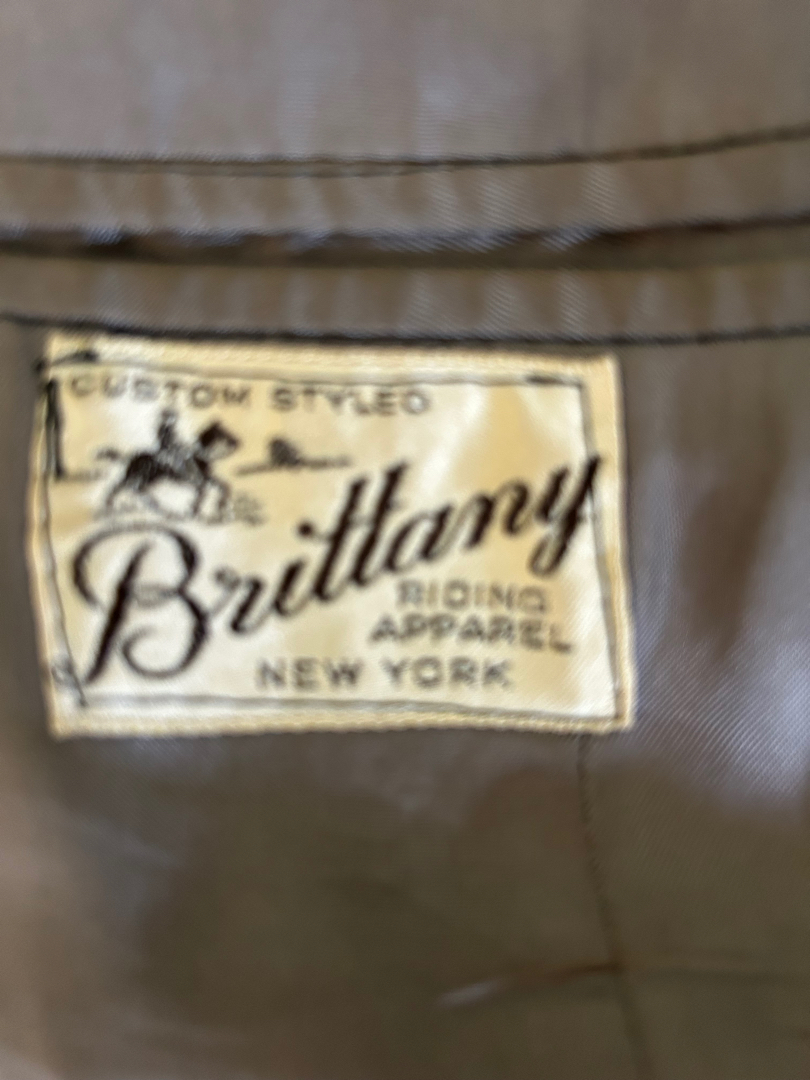 CUSTOM STYLED
Brittany
RIDING
APPAREL
NEW YORK